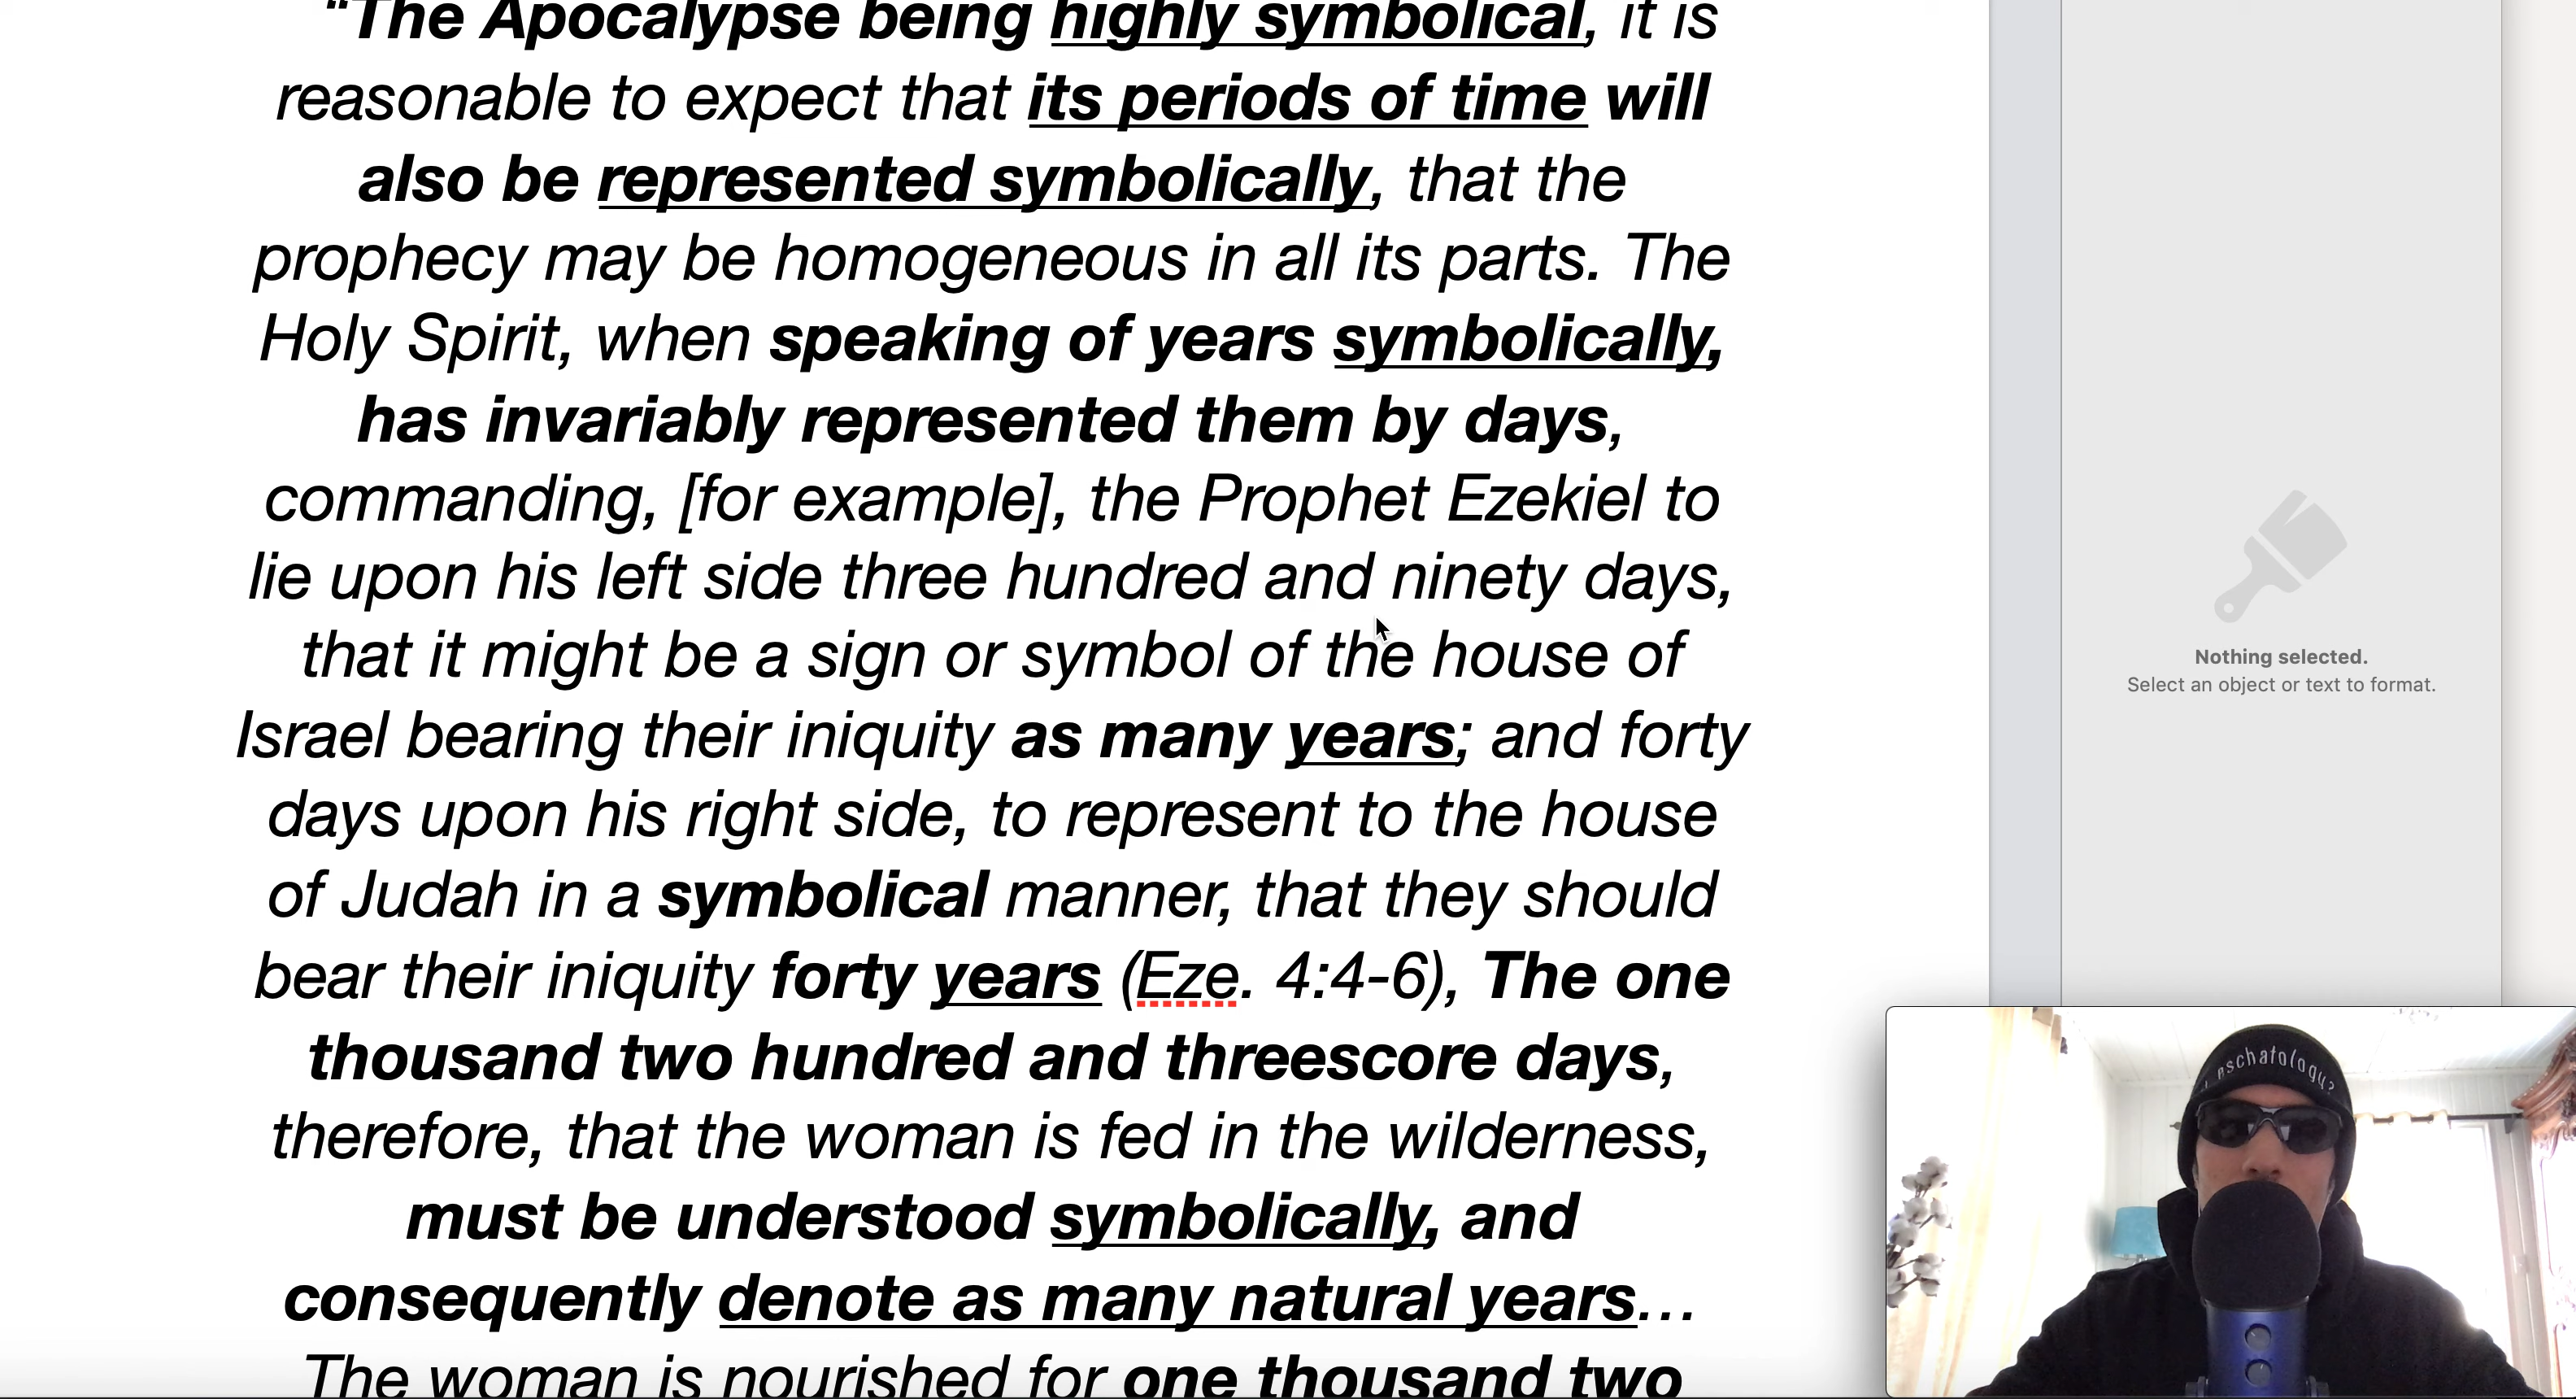 “The Apocalypse being highly symbolical, it is
reasonable to expect that its periods of time will
also be represented symbolically, that the
prophecy may be homogeneous in all its parts. The
Holy Spirit, when speaking of years symbolically,
has invariably represented them by days,
commanding, [for example], the Prophet Ezekiel to
lie upon his left side three hundred and ninety days,
that it might be a sign or symbol of the house of
Israel bearing their iniquity as many years; and forty
days upon his right side, to represent to the house
of Judah in a symbolical manner, that they should
bear their iniquity forty years (Eze. 4:4-6), The one
thousand two hundred and threescore days,
therefore, that the woman is fed in the wilderness,
must be understood symbolically, and
consequently denote as many natural years…
The woman is nourished for one thousand two
Nothing selected.
Select an object or text to format.
eschatology?